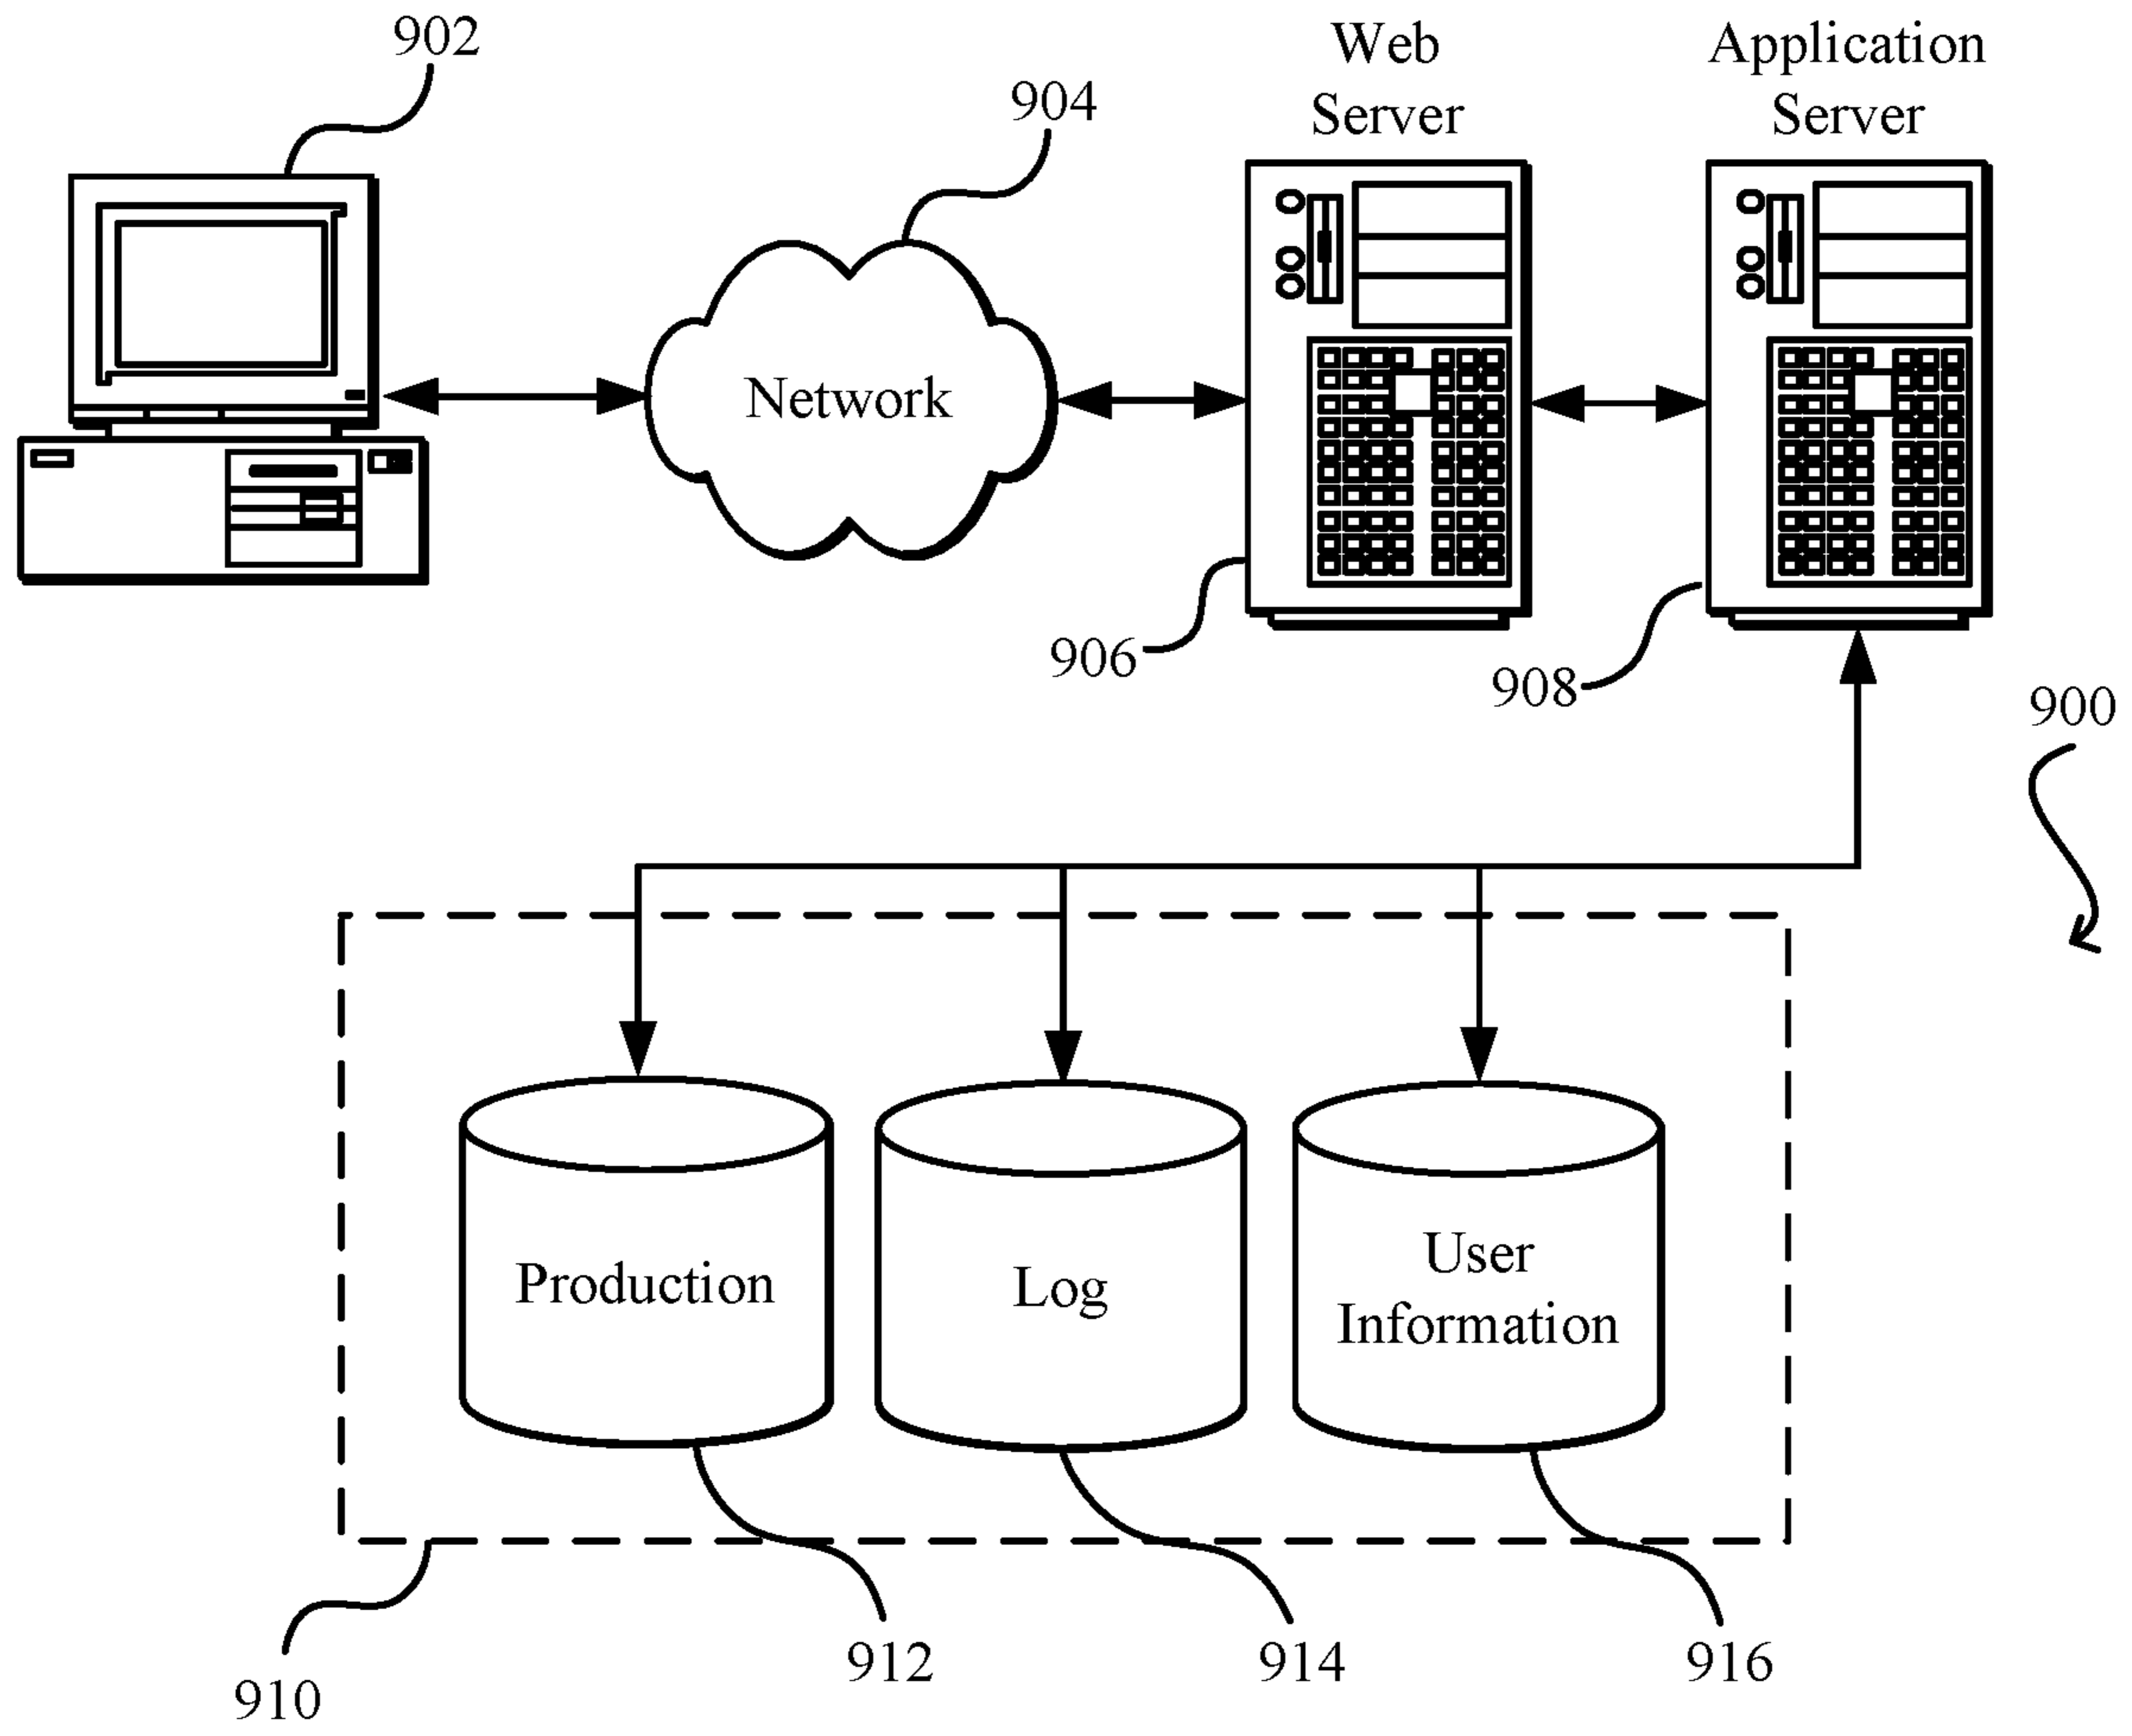 902
904
Web
Server
Application
Server
Network
906
908
900
Production
Log
User
Information
910
912
914
916